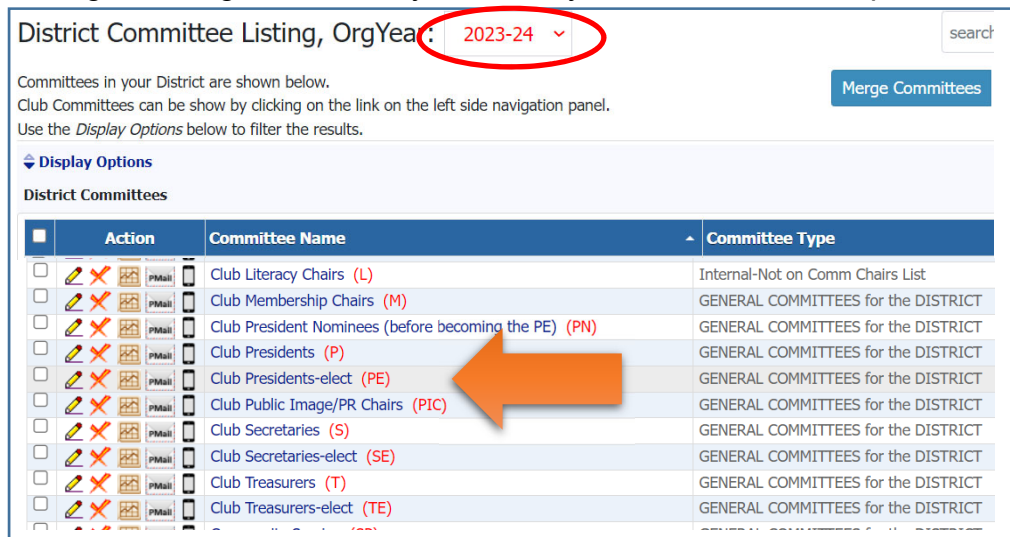 District Committee Listing, OrgYear: 2023-24
search
Committees in your District are shown below.
Club Committees can be show by clicking on the link on the left side navigation panel.
Use the Display Options below to filter the results.
Merge Committees
Display Options
District Committees
Action Committee Name Committee Type
PMail Club Literacy Chairs (L) Internal-Not on Comm Chairs List
PMail Club Membership Chairs (M) GENERAL COMMITTEES for the DISTRICT
PMail Club President Nominees (before becoming the PE) (PN) GENERAL COMMITTEES for the DISTRICT
PMail Club Presidents (P) GENERAL COMMITTEES for the DISTRICT
PMail Club Presidents-elect (PE) GENERAL COMMITTEES for the DISTRICT
PMail Club Public Image/PR Chairs (PIC) GENERAL COMMITTEES for the DISTRICT
PMail Club Secretaries (S) GENERAL COMMITTEES for the DISTRICT
PMail Club Secretaries-elect (SE) GENERAL COMMITTEES for the DISTRICT
PMail Club Treasurers (T) GENERAL COMMITTEES for the DISTRICT
PMail Club Treasurers-elect (TE) GENERAL COMMITTEES for the DISTRICT